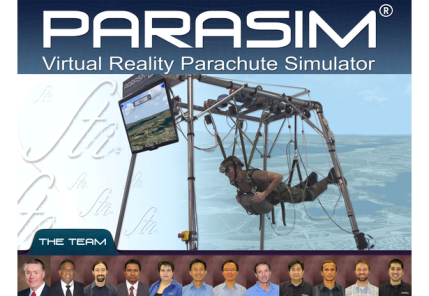 PARASIM®
Virtual Reality Parachute Simulator
THE TEAM